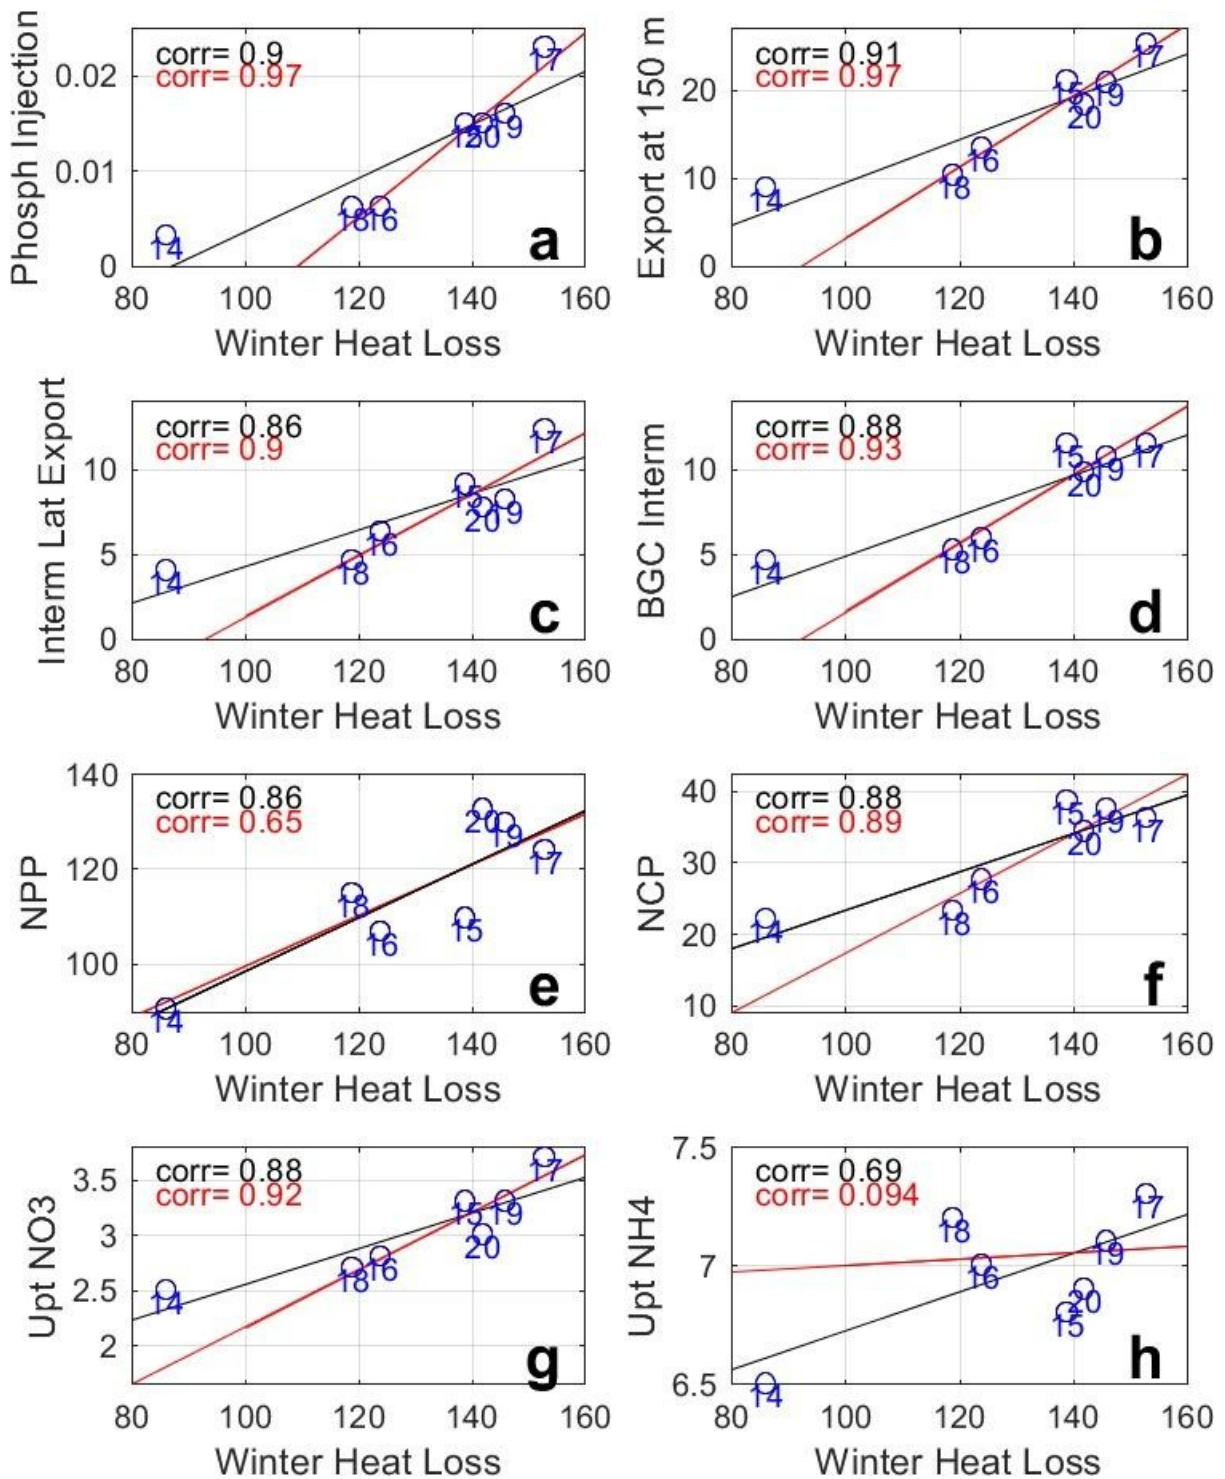 corr= 0.9
corr= 0.97
Phosph Injection
0.02
0.01
0
17
15
20
19
18
16
14
a
80 100 120 140 160
Winter Heat Loss
corr= 0.91
corr= 0.97
Export at 150 m
20
10
0
17
15
19
20
16
18
14
b
80 100 120 140 160
Winter Heat Loss
corr= 0.86
corr= 0.9
Interm Lat Export
10
5
0
17
15
20
19
16
18
14
c
80 100 120 140 160
Winter Heat Loss
corr= 0.88
corr= 0.93
BGC Interm
10
5
0
15
17
19
20
16
18
14
d
80 100 120 140 160
Winter Heat Loss
corr= 0.86
corr= 0.65
NPP
140
120
100
20
19
17
18
15
16
14
e
80 100 120 140 160
Winter Heat Loss
corr= 0.88
corr= 0.89
NCP
40
30
20
10
15
19
17
20
16
18
14
f
80 100 120 140 160
Winter Heat Loss
corr= 0.88
corr= 0.92
Upt NO3
3.5
3
2.5
2
17
15
19
20
16
18
14
g
80 100 120 140 160
Winter Heat Loss
corr= 0.69
corr= 0.094
Upt NH4
7.5
7
6.5
17
18
19
16
20
15
14
h
80 100 120 140 160
Winter Heat Loss